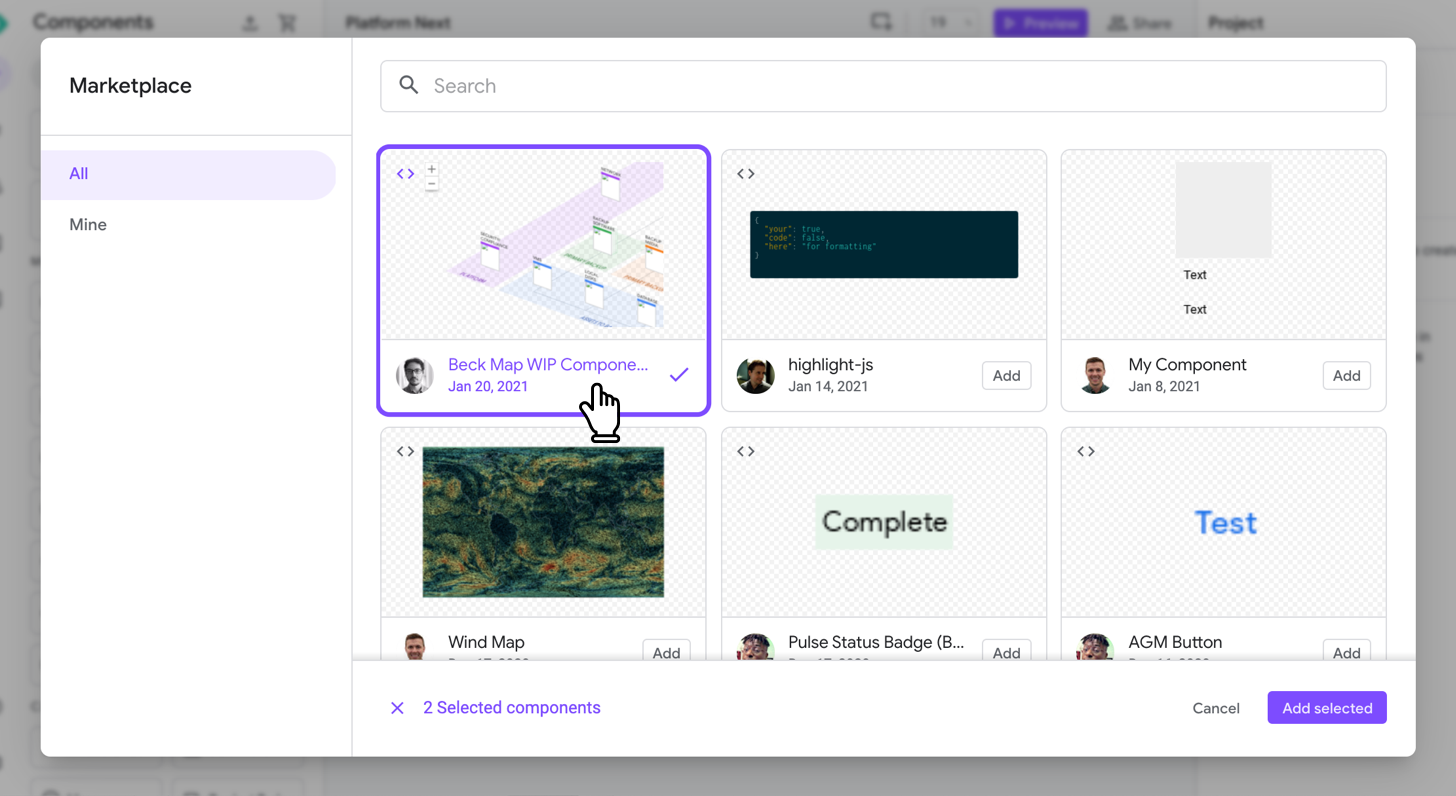 Components
Platform Next
19
Preview
Share
Project
Marketplace
Search
All
Mine
Beck Map WIP Compone...
Jan 20, 2021
{
"your": true,
"code": false,
"here": "for formatting"
}
highlight-js
Jan 14, 2021
Add
Text
Text
My Component
Jan 8, 2021
Add
Wind Map
Add
Complete
Pulse Status Badge (B...
Add
Test
AGM Button
Add
2 Selected components
Cancel
Add selected